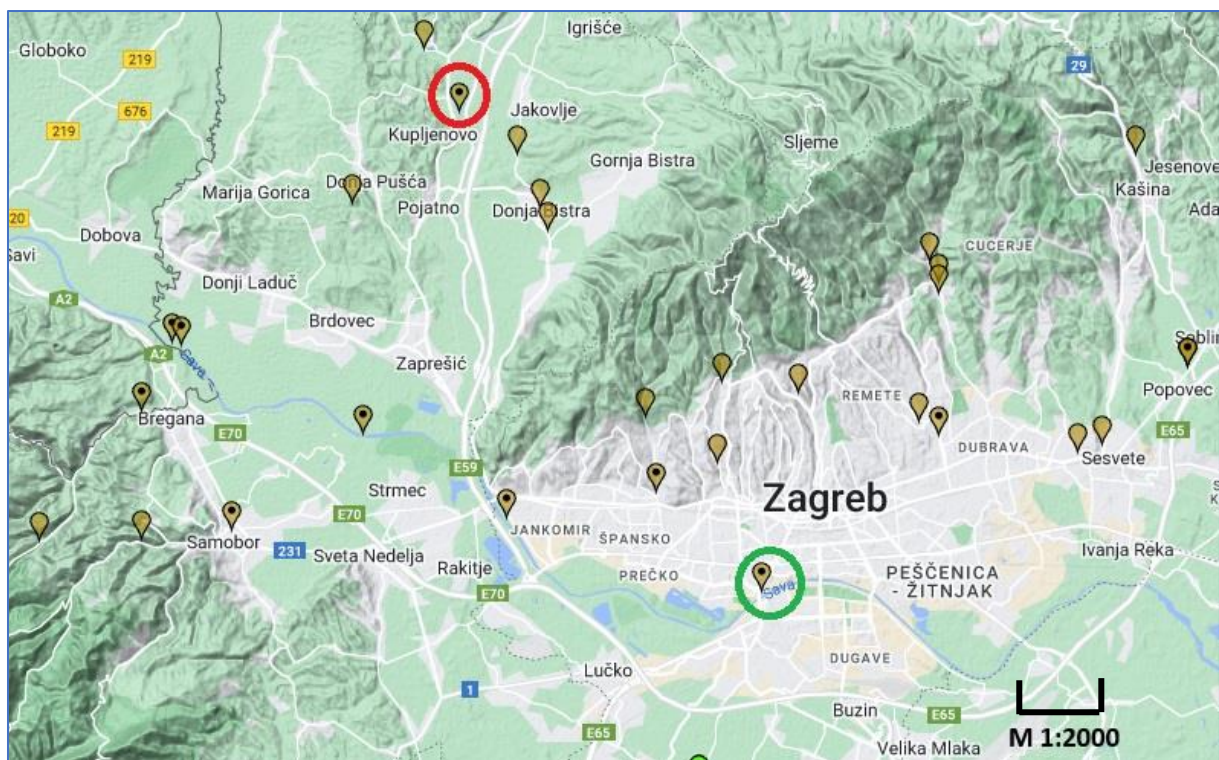 Igrišće
Globoko
219
29
676
219
Jakovlje
Kupljenovo
Sljeme
Gornja Bistra
Jesenove
Kašina
Marija Gorica
Donja Pušća
Pojatno
Donja Bistra
Ada
20
Dobova
CUCERJE
Savi
Donji Laduč
A2
Brdovec
A2
Sava
Zaprešić
Popovec
REMETE
Bregana
E70
E65
DUBRAVA
Sesvete
E59
Strmec
Zagreb
E70
JANKOMIR
ŠPANSKO
Samobor
231
Sveta Nedelja
Rakitje
PREČKO
Ivanja Reka
PEŠČENICA
- ŽITNJAK
Sava
E70
DUGAVE
Lučko
1
Buzin
E65
E65
M 1:2000
Velika Mlaka